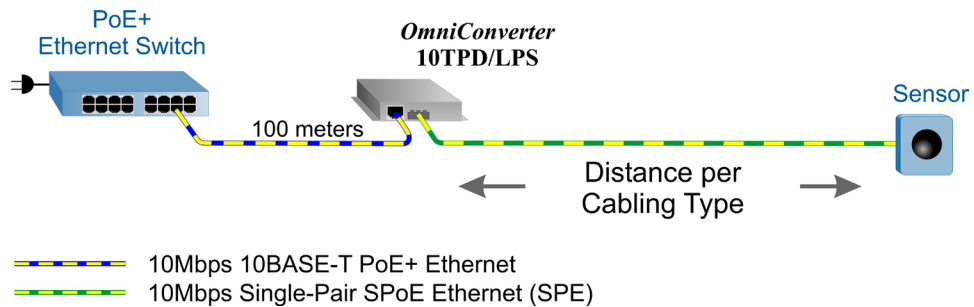 PoE+
Ethernet Switch
OmniConverter
10TPD/LPS
Sensor
100 meters
Distance per
Cabling Type
10Mbps 10BASE-T PoE+ Ethernet
10Mbps Single-Pair SPoE Ethernet (SPE)